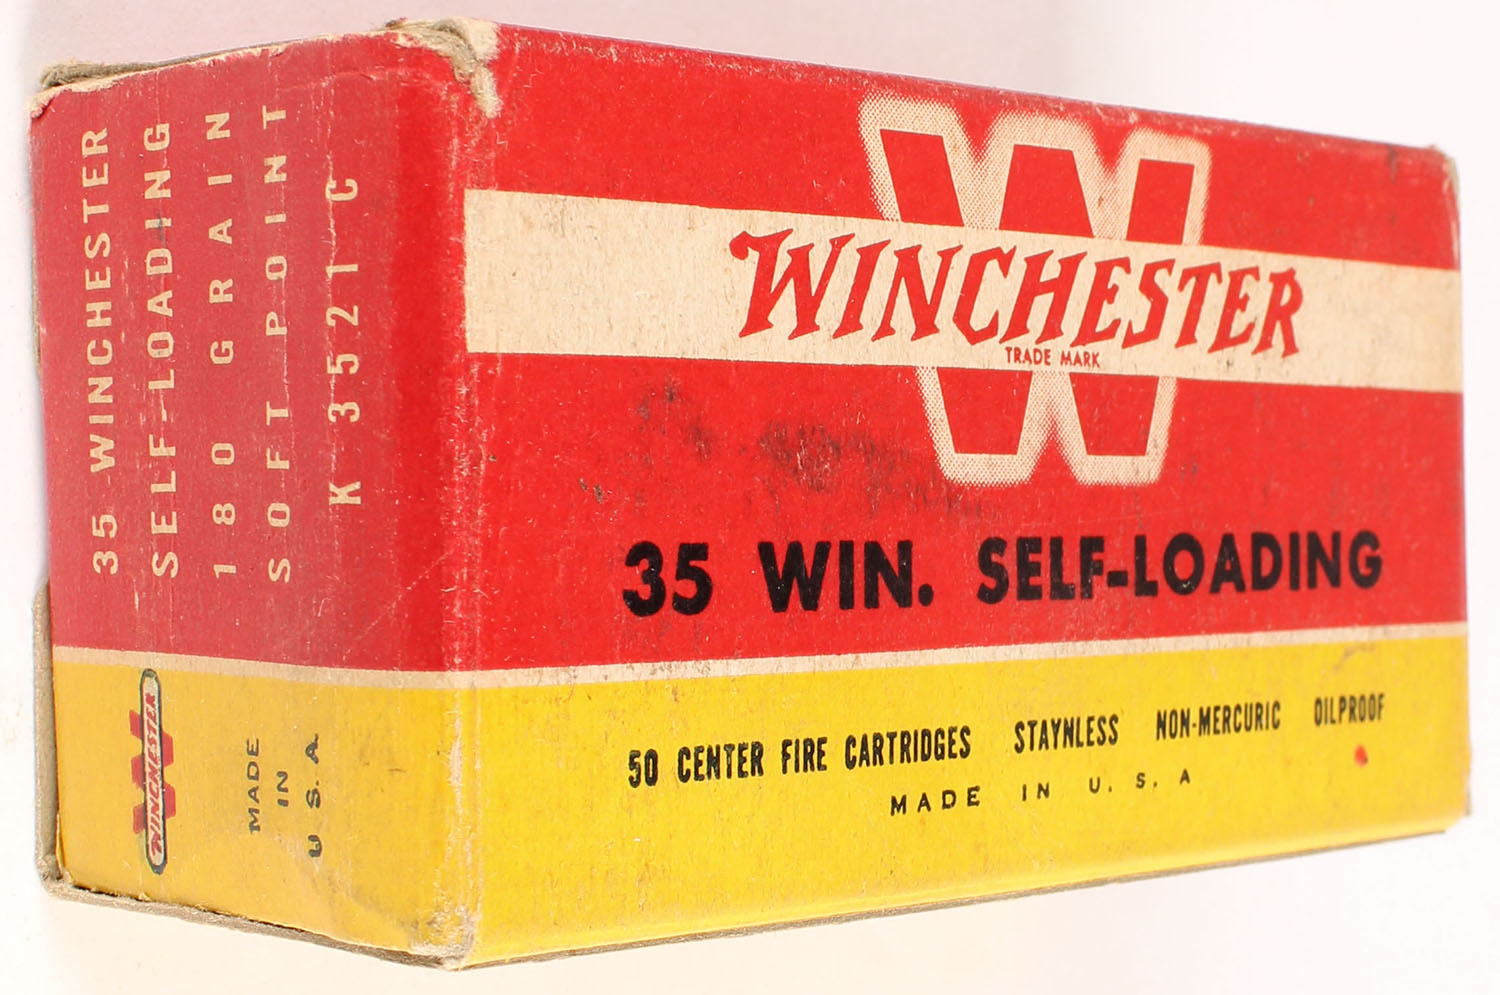 35 WINCHESTER
SELF-LOADING
180 GRAIN
SOFT POINT
K 3521 C
WINCHESTER
MADE
IN
U.S.A.
W
WINCHESTER
TRADE MARK
35 WIN. SELF-LOADING
50 CENTER FIRE CARTRIDGES STAYNLESS NON-MERCURIC OILPROOF
MADE IN U. S. A